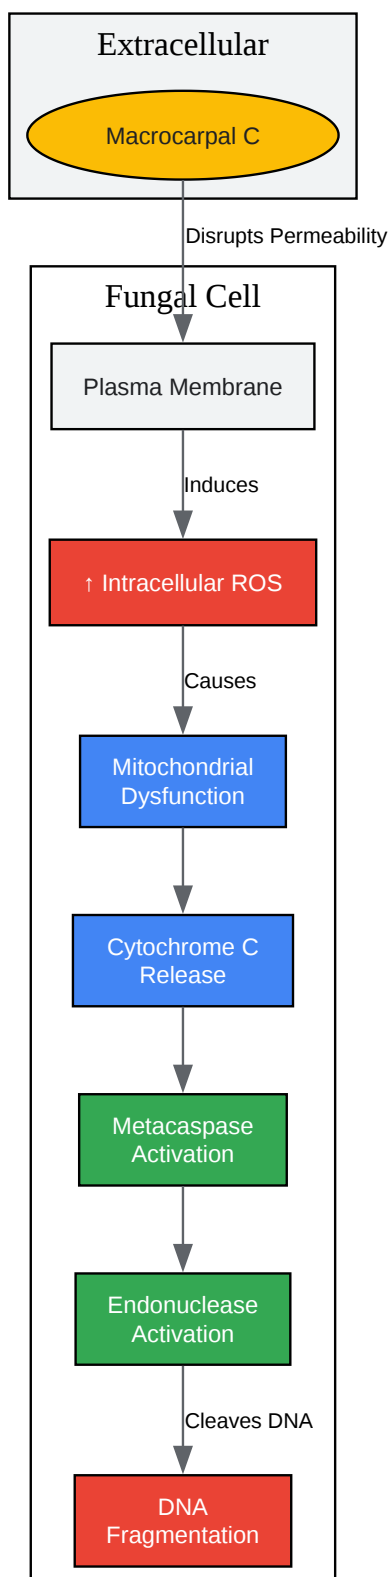 Extracellular
Macrocarpal C
Disrupts Permeability
Fungal Cell
Plasma Membrane
Induces
↑ Intracellular ROS
Causes
Mitochondrial
Dysfunction
Cytochrome C
Release
Metacaspase
Activation
Endonuclease
Activation
Cleaves DNA
DNA
Fragmentation